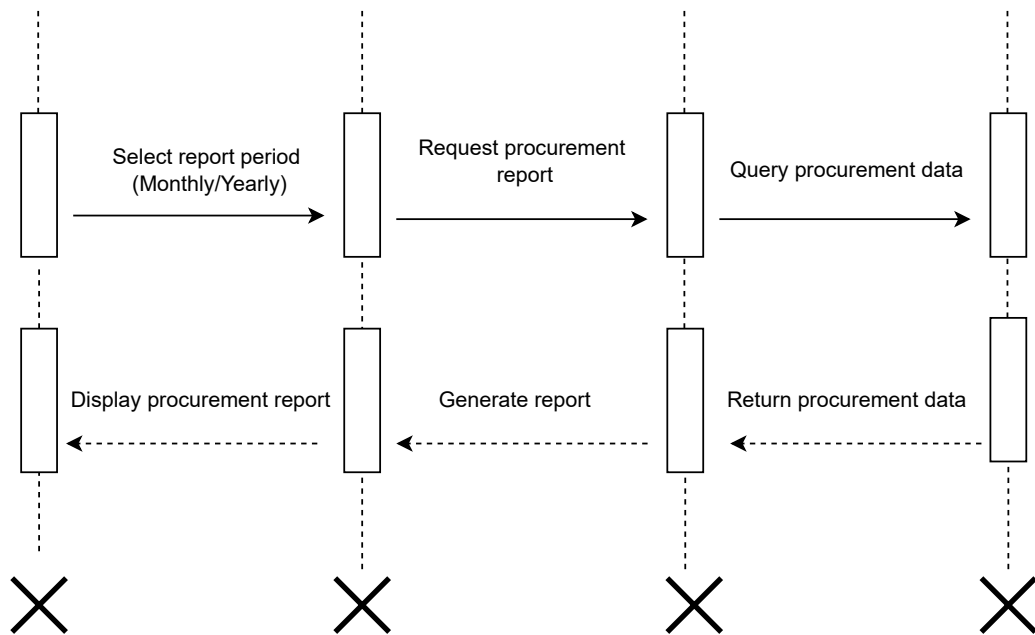 Select report period
(Monthly/Yearly)
Request procurement
report
Query procurement data
Display procurement report
Generate report
Return procurement data